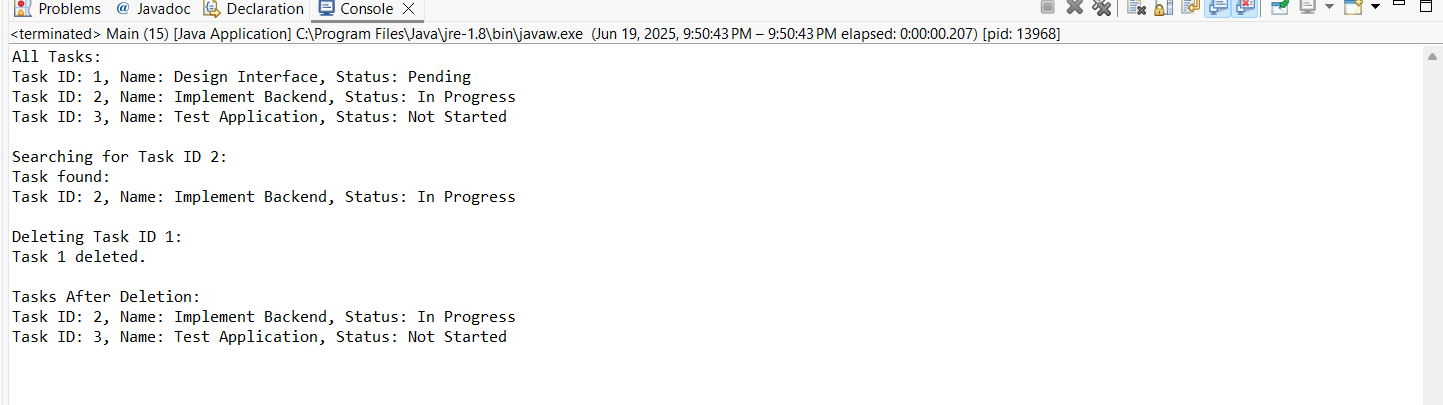 Problems @ Javadoc Declaration Console
<terminated> Main (15) [Java Application] C:\Program Files\Java\jre-1.8\bin\javaw.exe (Jun 19, 2025, 9:50:43 PM – 9:50:43 PM elapsed: 0:00:00.207) [pid: 13968]
All Tasks:
Task ID: 1, Name: Design Interface, Status: Pending
Task ID: 2, Name: Implement Backend, Status: In Progress
Task ID: 3, Name: Test Application, Status: Not Started
Searching for Task ID 2:
Task found:
Task ID: 2, Name: Implement Backend, Status: In Progress
Deleting Task ID 1:
Task 1 deleted.
Tasks After Deletion:
Task ID: 2, Name: Implement Backend, Status: In Progress
Task ID: 3, Name: Test Application, Status: Not Started